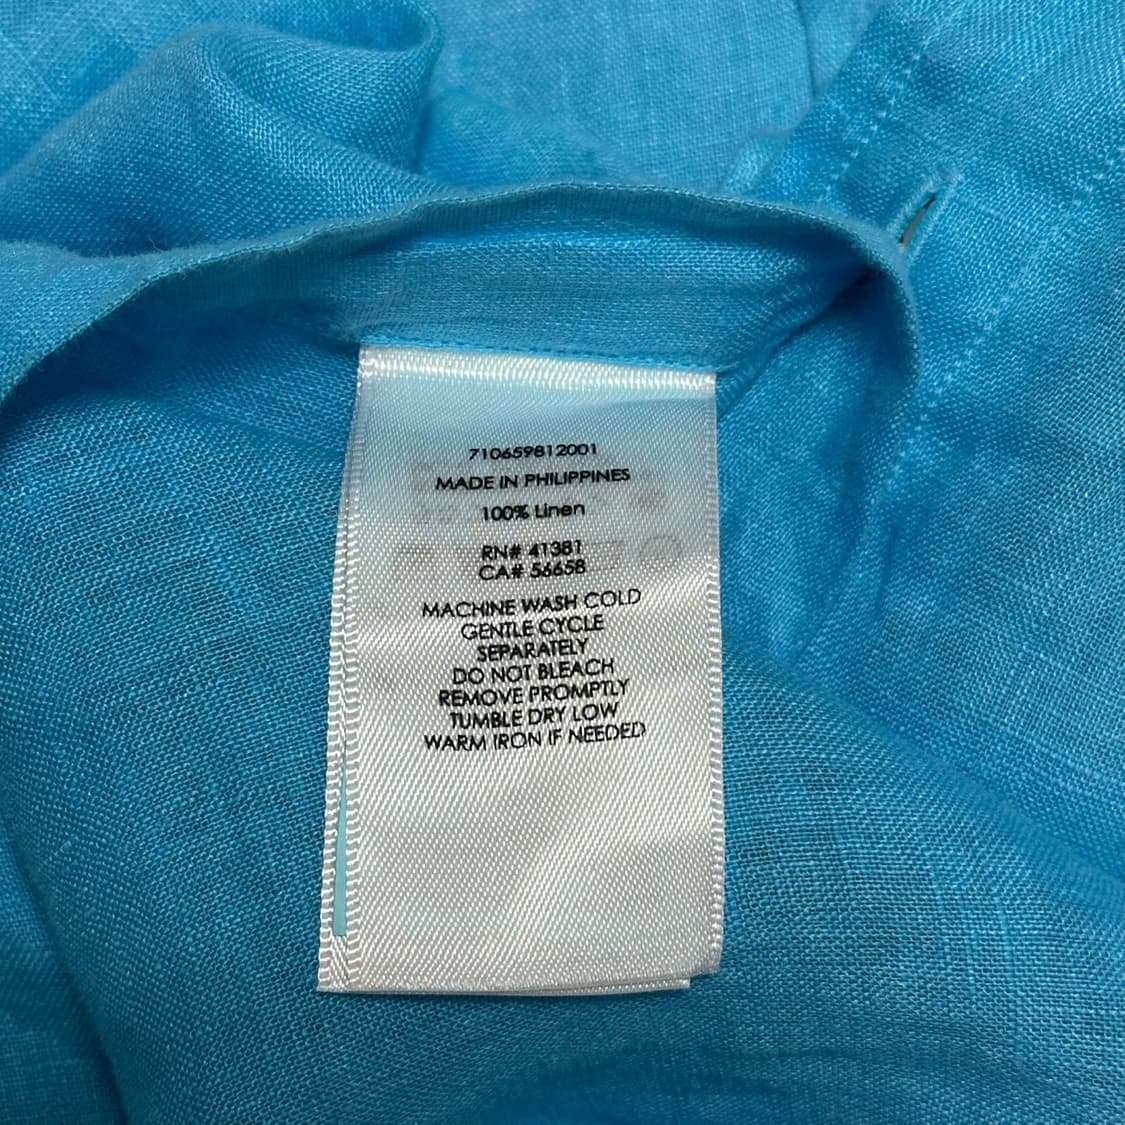 710659812001
MADE IN PHILIPPINES
100% Linen
RN# 41381
CA# 56658
MACHINE WASH COLD
GENTLE CYCLE
SEPARATELY
DO NOT BLEACH
REMOVE PROMPTLY
TUMBLE DRY LOW
WARM IRON IF NEEDED